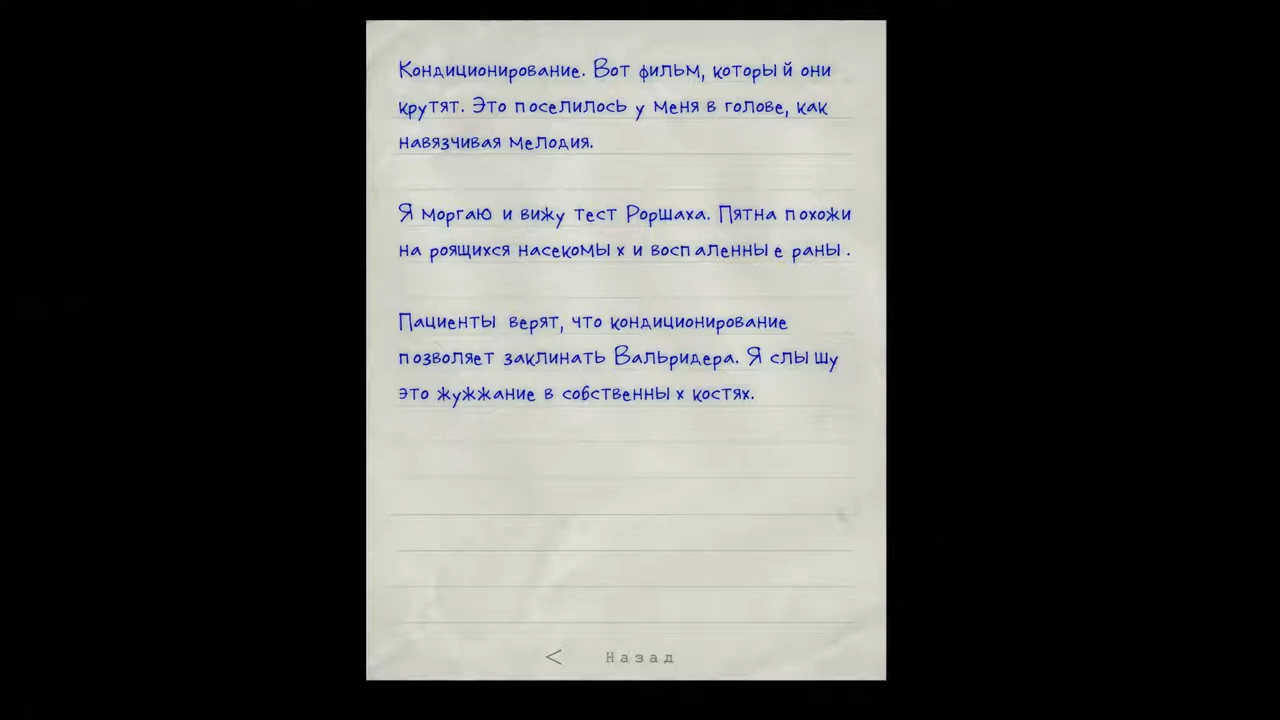 Кондиционирование. Вот фильм, который они
крутят. Это поселилось у меня в голове, как
навязчивая мелодия.
Я моргаю и вижу тест Роршаха. Пятна похожи
на роящихся насекомых и воспаленные раны.
Пациенты верят, что кондиционирование
позволяет заклинать Вальридера. Я слышу
это жужжание в собственных костях.
< Назад